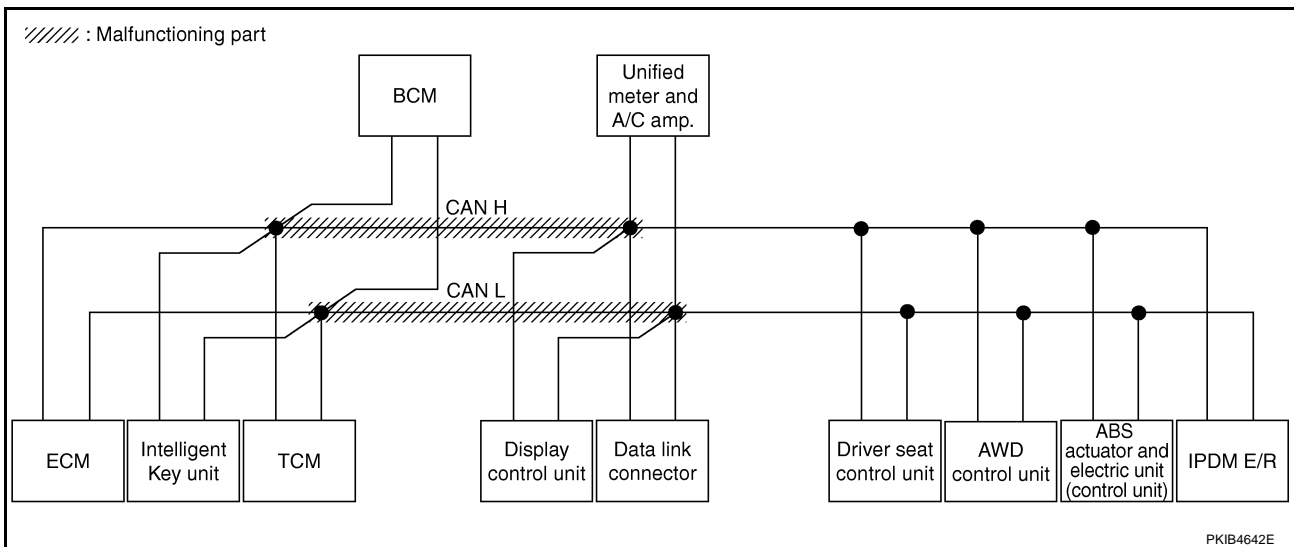 : Malfunctioning part
BCM
Unified
meter and
A/C amp.
CAN H
CAN L
ECM
Intelligent
Key unit
TCM
Display
control unit
Data link
connector
Driver seat
control unit
AWD
control unit
ABS
actuator and
electric unit
(control unit)
IPDM E/R
PKIB4642E